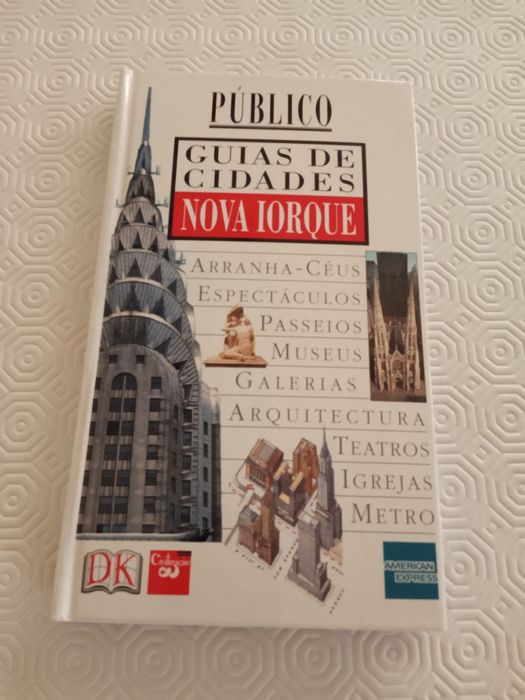 PÚBLICO
GUIAS DE
CIDADES
NOVA IORQUE
ARRANHA-CÉUS
ESPECTÁCULOS
PASSEIOS
MUSEUS
GALERIAS
ARQUITECTURA
TEATROS
IGREJAS
METRO
DK
Civilização
AMERICAN
EXPRESS